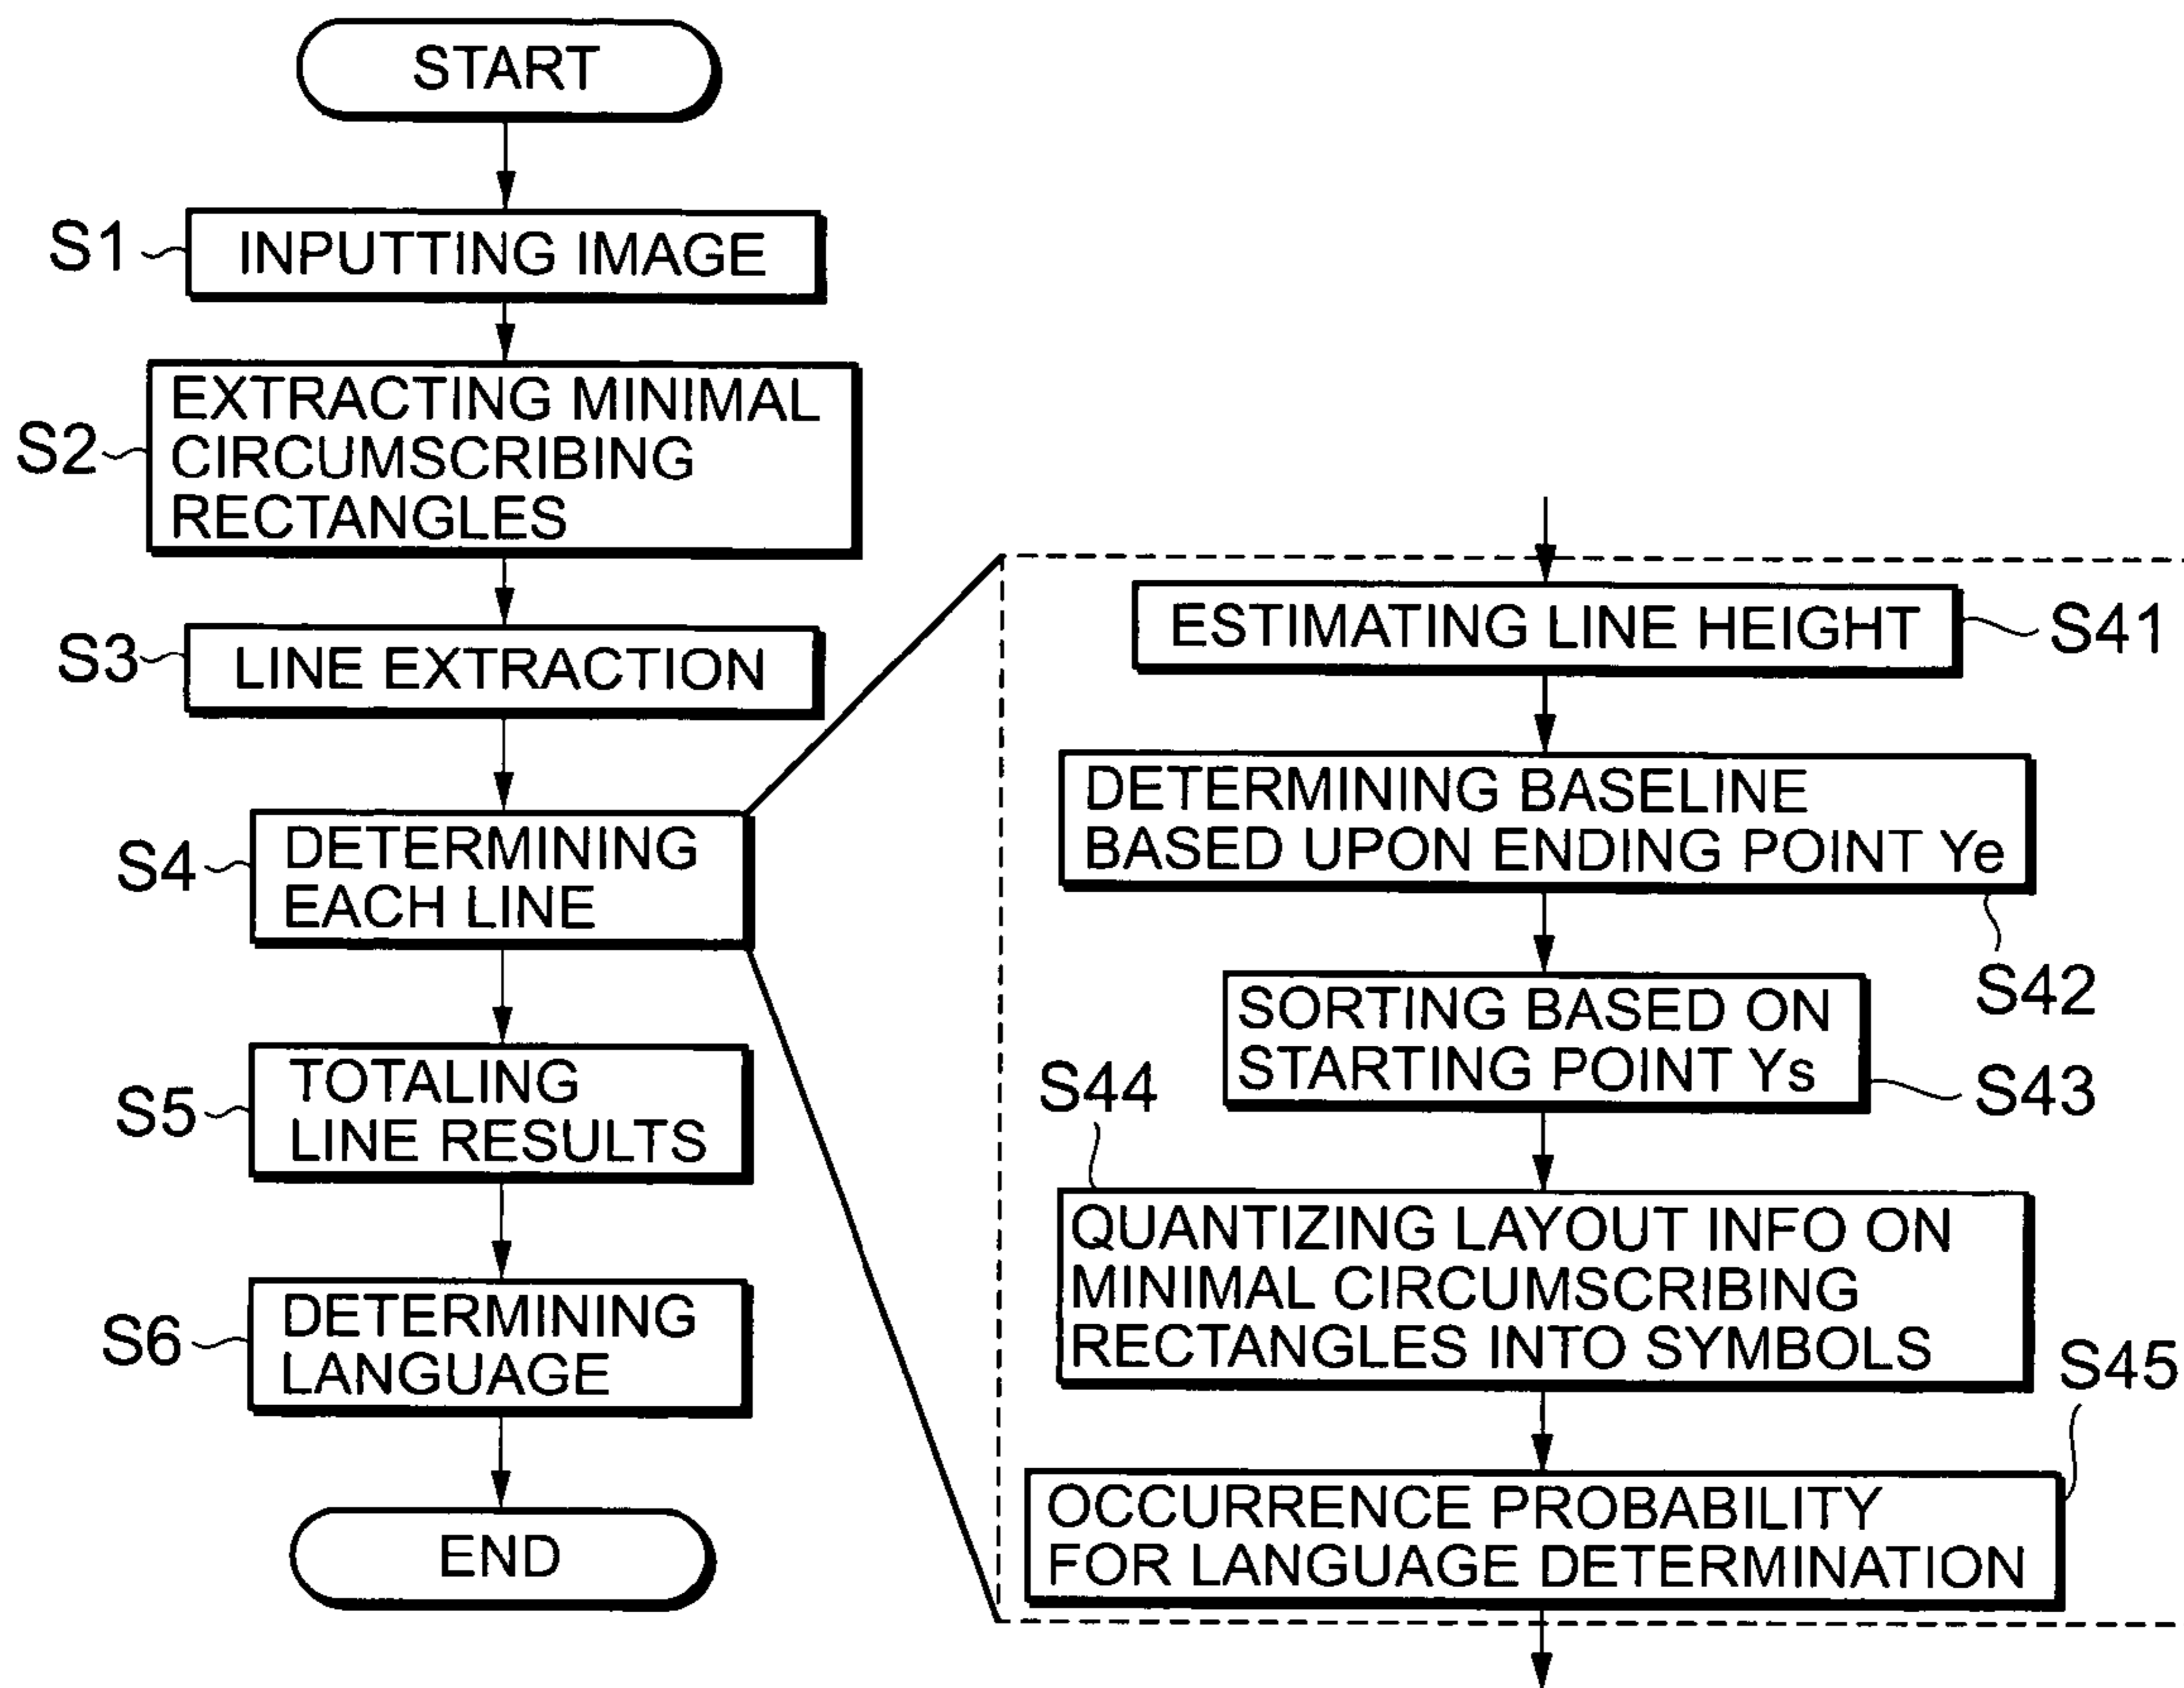 START
S1
INPUTTING IMAGE
S2
EXTRACTING MINIMAL
CIRCUMSCRIBING
RECTANGLES
S3
LINE EXTRACTION
S4
DETERMINING
EACH LINE
S5
TOTALING
LINE RESULTS
S6
DETERMINING
LANGUAGE
END
ESTIMATING LINE HEIGHT
S41
DETERMINING BASELINE
BASED UPON ENDING POINT Ye
S42
SORTING BASED ON
STARTING POINT Ys
S43
S44
QUANTIZING LAYOUT INFO ON
MINIMAL CIRCUMSCRIBING
RECTANGLES INTO SYMBOLS
S45
OCCURRENCE PROBABILITY
FOR LANGUAGE DETERMINATION